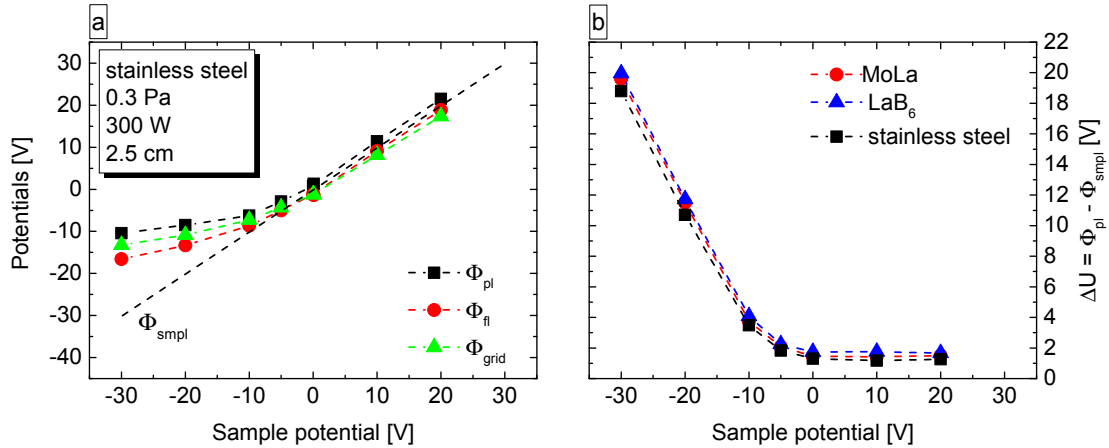 a
stainless steel
0.3 Pa
300 W
2.5 cm
Potentials [V]
30
20
10
0
-10
-20
-30
-40
Φsmpl
Φpl
Φfl
Φgrid
-30 -20 -10 0 10 20 30
Sample potential [V]
b
MoLa
LaB6
stainless steel
22
20
18
16
14
12
10
8
6
4
2
0
ΔU = Φpl - Φsmpl [V]
-30 -20 -10 0 10 20 30
Sample potential [V]